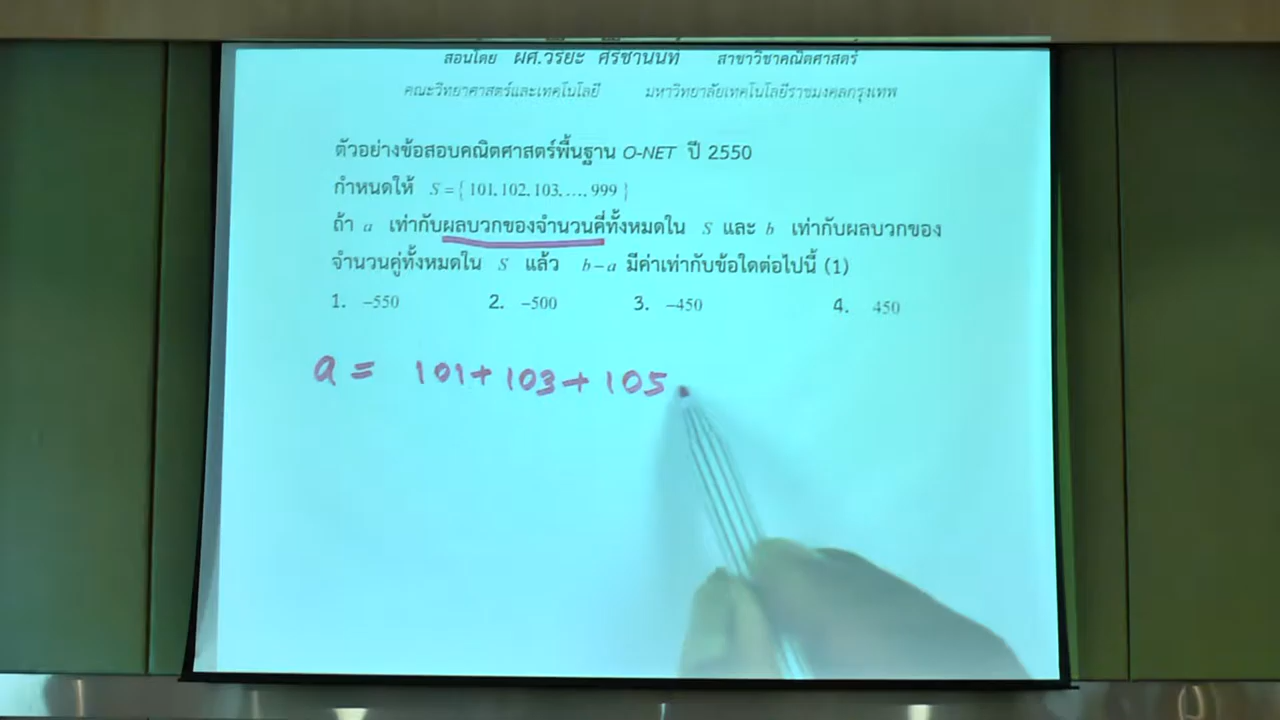 สอนโดย ผศ.วริยะ ศรีชานนท์ สาขาวิชาคณิตศาสตร์
คณะวิทยาศาสตร์และเทคโนโลยี มหาวิทยาลัยเทคโนโลยีราชมงคลกรุงเทพ
ตัวอย่างข้อสอบคณิตศาสตร์พื้นฐาน O-NET ปี 2550
กำหนดให้ S = { 101, 102, 103, ..., 999 }
ถ้า a เท่ากับผลบวกของจำนวนคี่ทั้งหมดใน S และ b เท่ากับผลบวกของ
จำนวนคู่ทั้งหมดใน S แล้ว b – a มีค่าเท่ากับข้อใดต่อไปนี้ (1)
1. –550 2. –500 3. –450 4. 450
a = 101 + 103 + 105